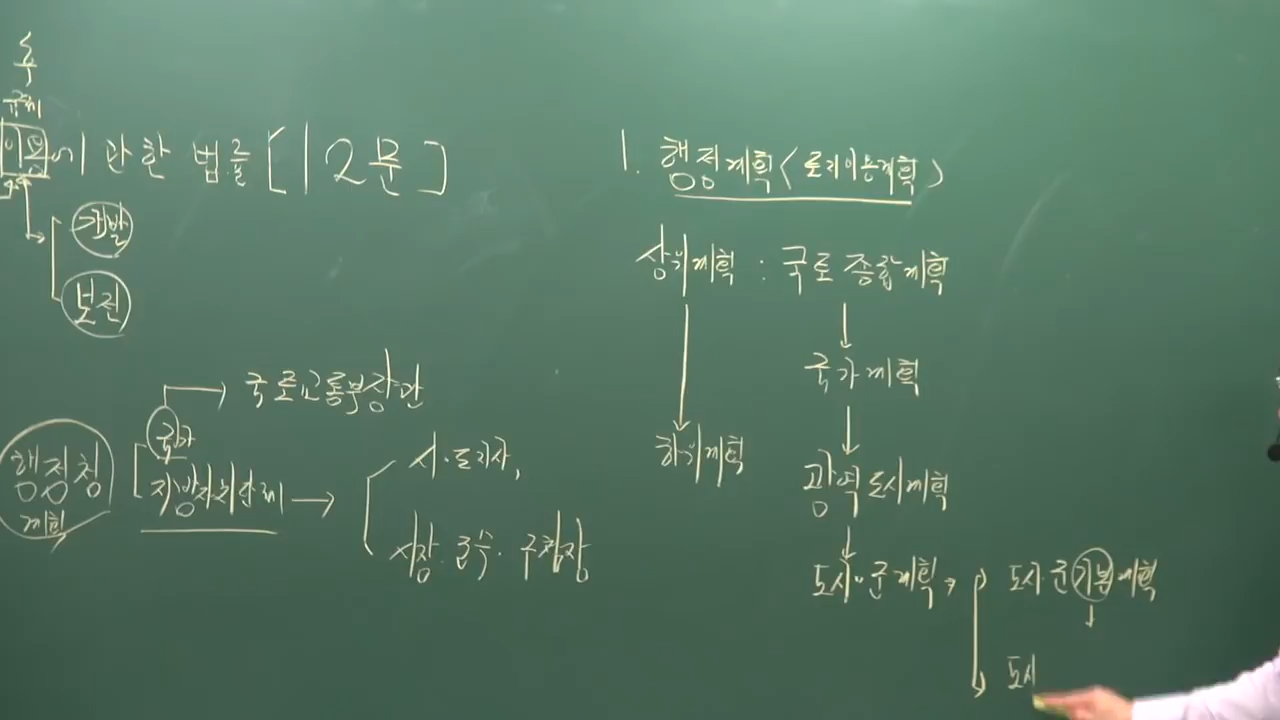 규제
이용에 관한 법률 [12문]
개발
보전
국토교통부장관
행정청
계획
국가
지방자치단체 →
시·도지사,
시장·군수·구청장
1. 행정계획(토지이용계획)
상위계획 : 국토종합계획
국가계획
하위계획
광역도시계획
도시·군계획 →
도시·군기본계획
도시